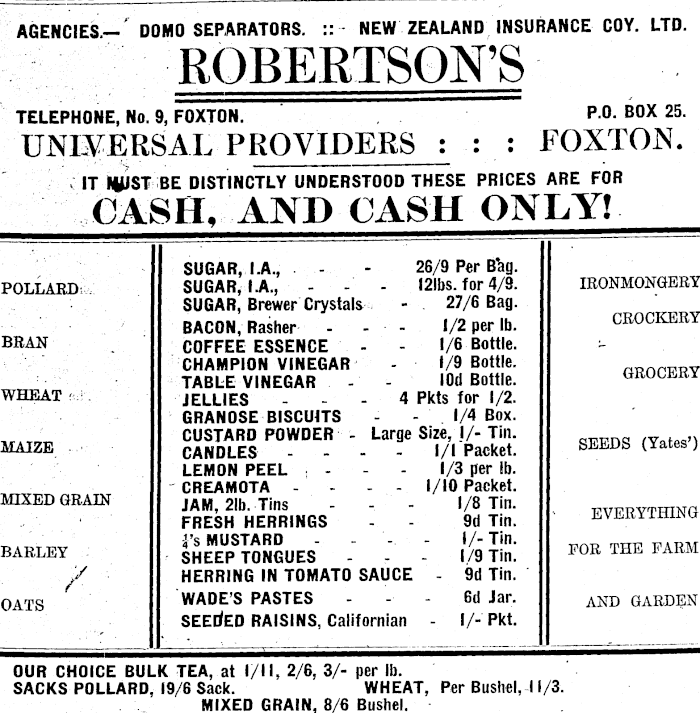 AGENCIES.— DOMO SEPARATORS. :: NEW ZEALAND INSURANCE COY. LTD.
ROBERTSON'S
TELEPHONE, No. 9, FOXTON. P.O. BOX 25.
UNIVERSAL PROVIDERS : : : FOXTON.
IT MUST BE DISTINCTLY UNDERSTOOD THESE PRICES ARE FOR
CASH, AND CASH ONLY!
POLLARD
BRAN
WHEAT
MAIZE
MIXED GRAIN
BARLEY
OATS
SUGAR, I.A., - - 26/9 Per Bag.
SUGAR, I.A., - - - 12lbs. for 4/9.
SUGAR, Brewer Crystals - 27/6 Bag.
BACON, Rasher - - - 1/2 per lb.
COFFEE ESSENCE - - 1/6 Bottle.
CHAMPION VINEGAR - 1/9 Bottle.
TABLE VINEGAR - - 10d Bottle.
JELLIES - - - 4 Pkts for 1/2.
GRANOSE BISCUITS - - 1/4 Box.
CUSTARD POWDER - Large Size, 1/- Tin.
CANDLES - - - - 1/1 Packet.
LEMON PEEL - - - 1/3 per lb.
CREAMOTA - - - 1/10 Packet.
JAM, 2lb. Tins - - - 1/8 Tin.
FRESH HERRINGS - - 9d Tin.
¼'s MUSTARD - - - - 1/- Tin.
SHEEP TONGUES - - - 1/9 Tin.
HERRING IN TOMATO SAUCE - 9d Tin.
WADE'S PASTES - - - 6d Jar.
SEEDED RAISINS, Californian - 1/- Pkt.
IRONMONGERY
CROCKERY
GROCERY
SEEDS (Yates')
EVERYTHING
FOR THE FARM
AND GARDEN
OUR CHOICE BULK TEA, at 1/11, 2/6, 3/- per lb.
SACKS POLLARD, 19/6 Sack. WHEAT, Per Bushel, 11/3.
MIXED GRAIN, 8/6 Bushel.